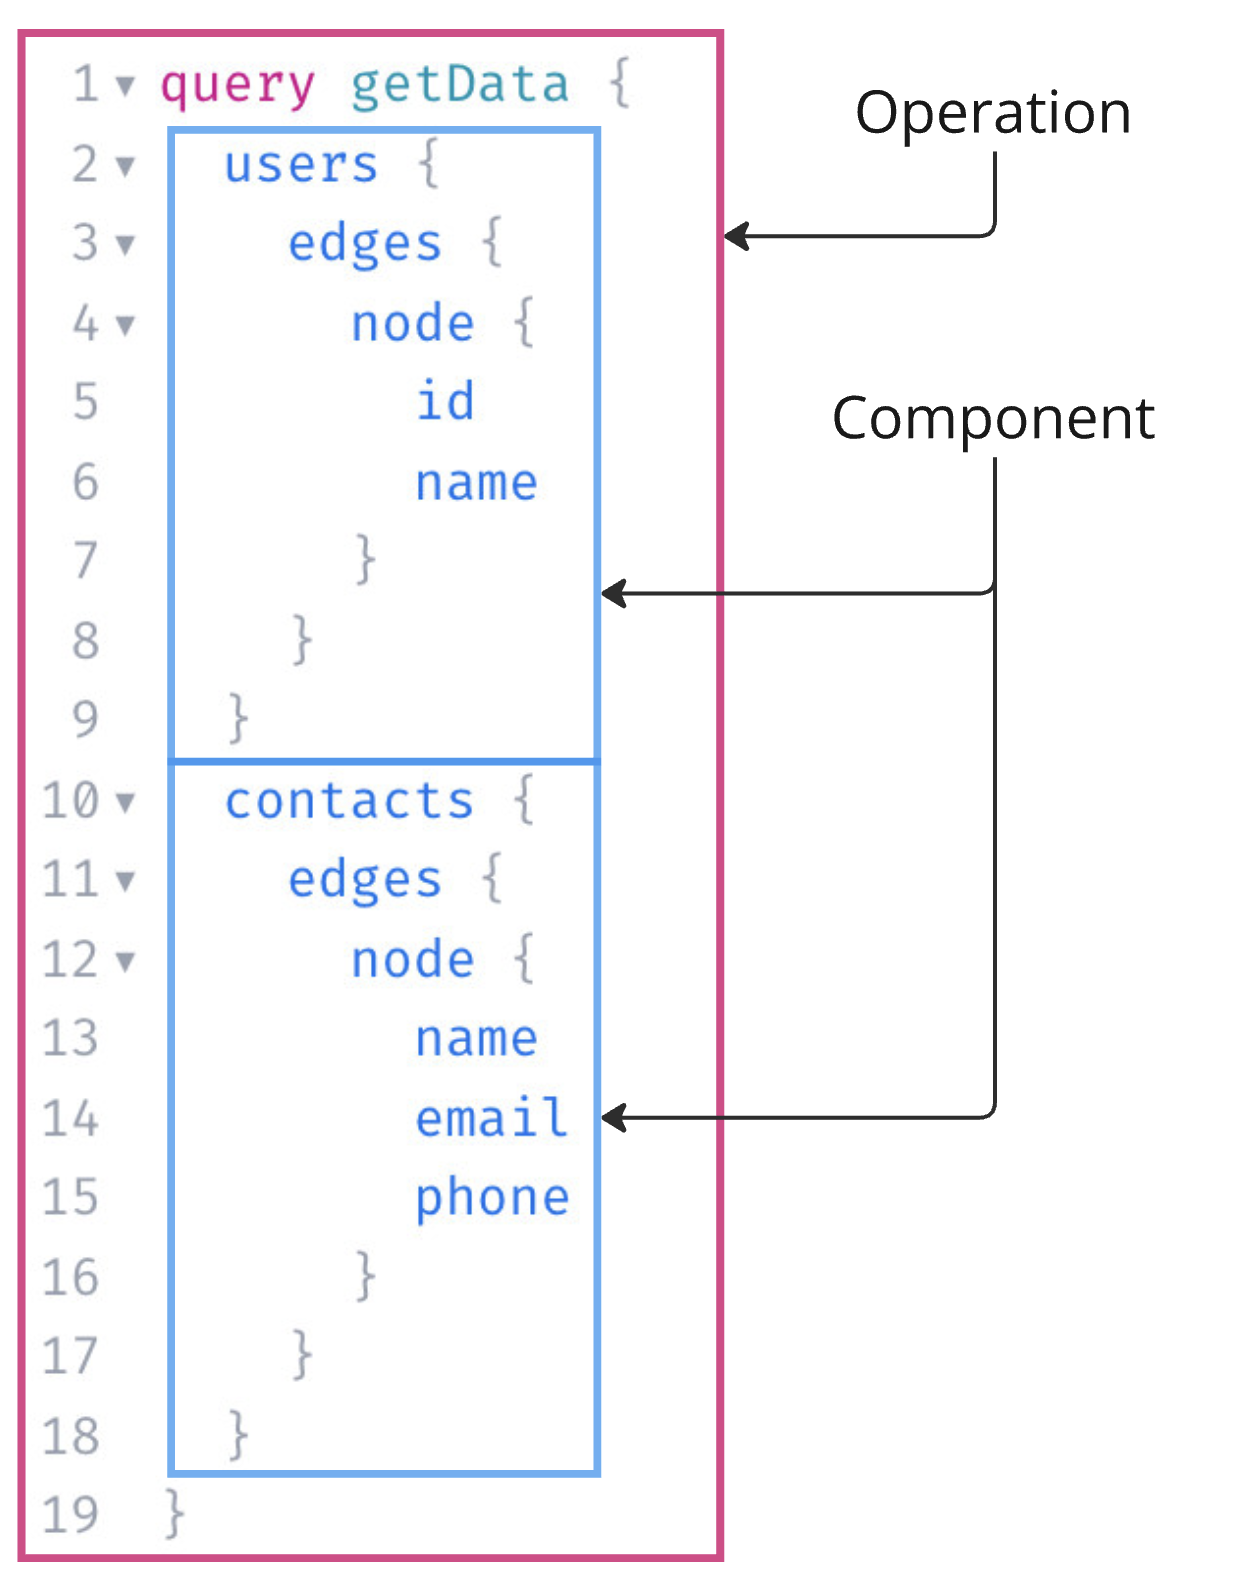 1 ▼ query getData {
2 ▼ users {
3 ▼ edges {
4 ▼ node {
5 id
6 name
7 }
8 }
9 }
10 ▼ contacts {
11 ▼ edges {
12 ▼ node {
13 name
14 email
15 phone
16 }
17 }
18 }
19 }
Operation
Component